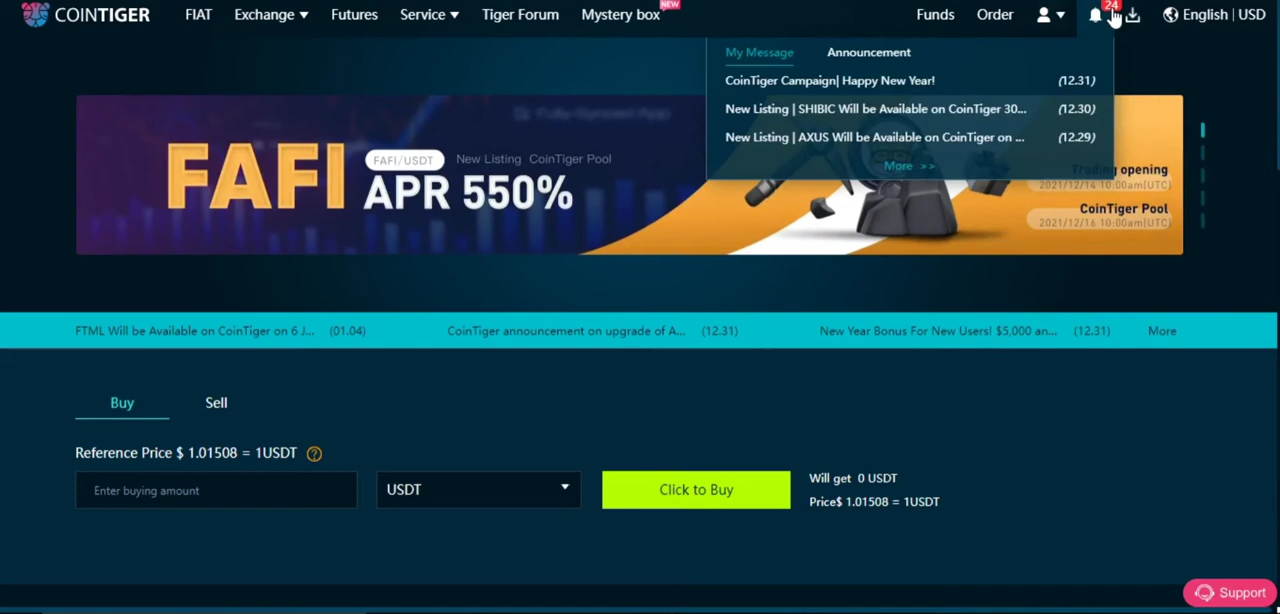 COINTIGER FIAT Exchange Futures Service Tiger Forum Mystery box NEW Funds Order 24 English | USD
My Message Announcement
CoinTiger Campaign| Happy New Year! (12.31)
New Listing | SHIBIC Will be Available on CoinTiger 30... (12.30)
New Listing | AXUS Will be Available on CoinTiger on ... (12.29)
More >>
FAFI
FAFI/USDT New Listing CoinTiger Pool
APR 550%
Trading opening
2021/12/14 10:00am(UTC)
CoinTiger Pool
2021/12/16 10:00am(UTC)
FTML Will be Available on CoinTiger on 6 J... (01.04) CoinTiger announcement on upgrade of A... (12.31) New Year Bonus For New Users! $5,000 an... (12.31) More
Buy Sell
Reference Price $ 1.01508 = 1USDT ?
Enter buying amount USDT Click to Buy
Will get 0 USDT
Price$ 1.01508 = 1USDT
Support